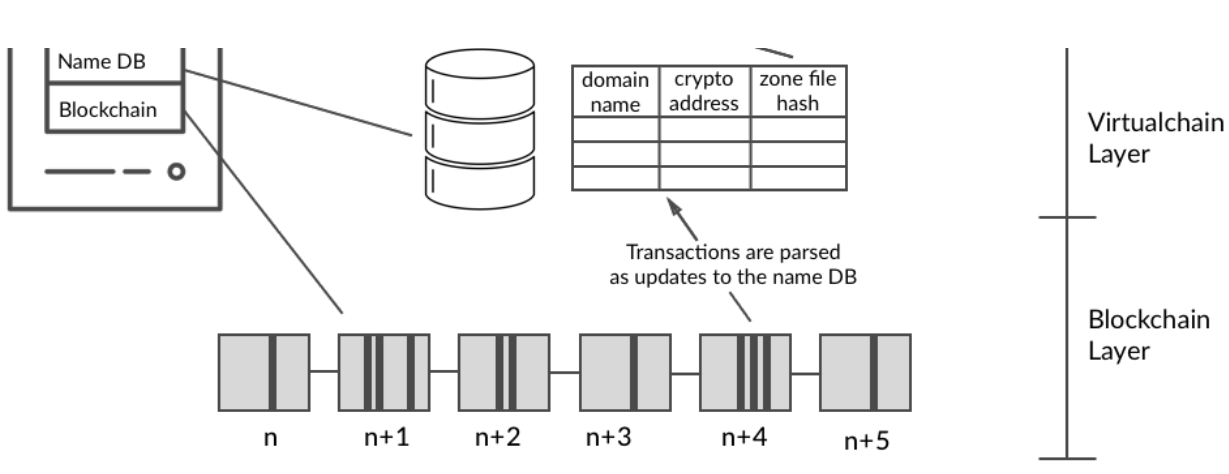 Name DB
Blockchain
domain
name
crypto
address
zone file
hash
Virtualchain
Layer
Transactions are parsed
as updates to the name DB
Blockchain
Layer
n
n+1
n+2
n+3
n+4
n+5